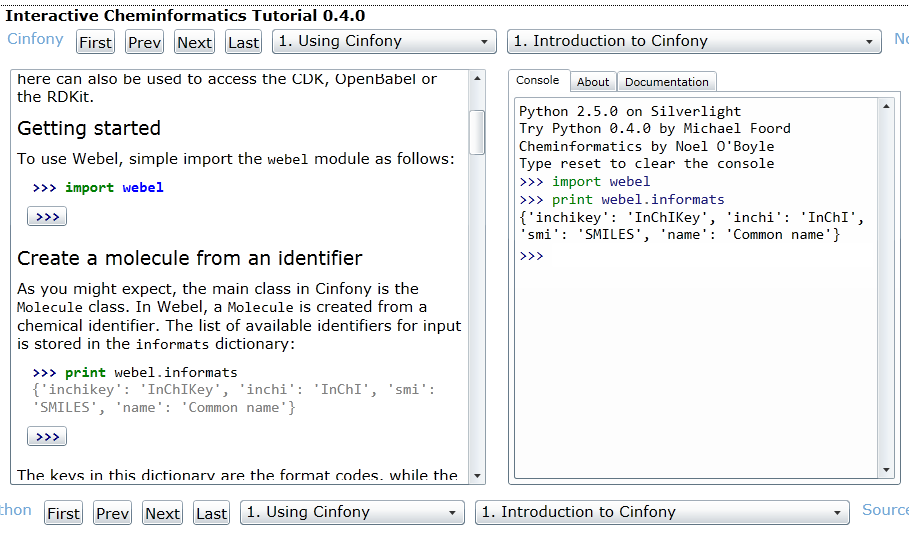 Interactive Cheminformatics Tutorial 0.4.0
Cinfony First Prev Next Last 1. Using Cinfony 1. Introduction to Cinfony
here can also be used to access the CDK, OpenBabel or
the RDKit.
Getting started
To use Webel, simple import the webel module as follows:
>>> import webel
>>>
Create a molecule from an identifier
As you might expect, the main class in Cinfony is the
Molecule class. In Webel, a Molecule is created from a
chemical identifier. The list of available identifiers for input
is stored in the informats dictionary:
>>> print webel.informats
{'inchikey': 'InChIKey', 'inchi': 'InChI', 'smi':
'SMILES', 'name': 'Common name'}
>>>
The keys in this dictionary are the format codes, while the
Console About Documentation
Python 2.5.0 on Silverlight
Try Python 0.4.0 by Michael Foord
Cheminformatics by Noel O'Boyle
Type reset to clear the console
>>> import webel
>>> print webel.informats
{'inchikey': 'InChIKey', 'inchi': 'InChI',
'smi': 'SMILES', 'name': 'Common name'}
>>>
thon First Prev Next Last 1. Using Cinfony 1. Introduction to Cinfony Source